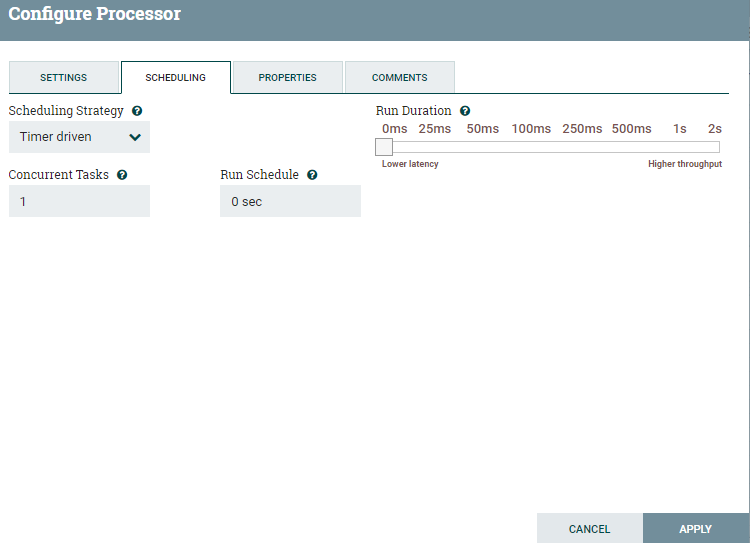 Configure Processor
SETTINGS SCHEDULING PROPERTIES COMMENTS
Scheduling Strategy ? Run Duration ?
Timer driven 0ms 25ms 50ms 100ms 250ms 500ms 1s 2s
Lower latency Higher throughput
Concurrent Tasks ? Run Schedule ?
1 0 sec
CANCEL APPLY